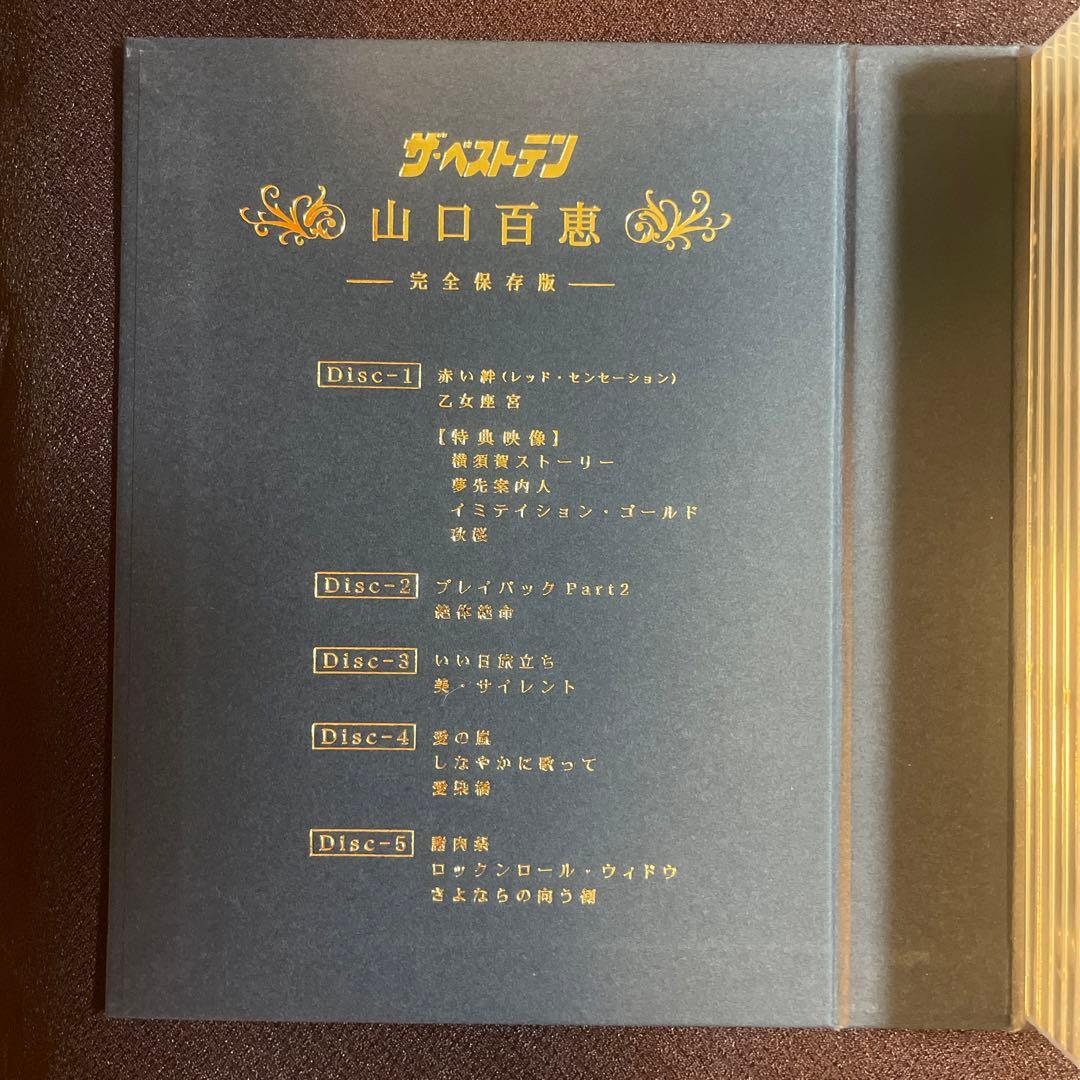 ザ・ベストテン
山口百恵
完全保存版
Disc-1 赤い絆(レッド・センセーション)
乙女座 宮
【特典映像】
横須賀ストーリー
夢先案内人
イミテイション・ゴールド
秋桜
Disc-2 プレイバック Part2
絶体絶命
Disc-3 いい日旅立ち
美・サイレント
Disc-4 愛の嵐
しなやかに歌って
愛染橋
Disc-5 謝肉祭
ロックンロール・ウィドウ
さよならの向う側